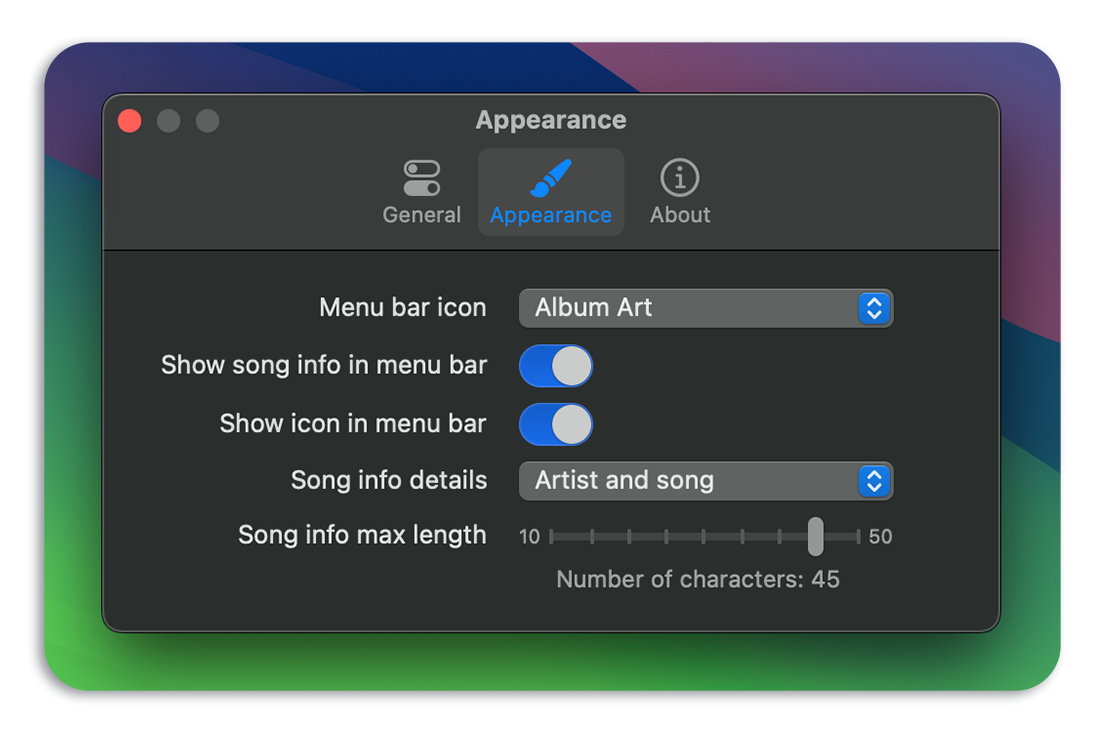 Appearance
General Appearance About
Menu bar icon Album Art
Show song info in menu bar
Show icon in menu bar
Song info details Artist and song
Song info max length 10 50
Number of characters: 45